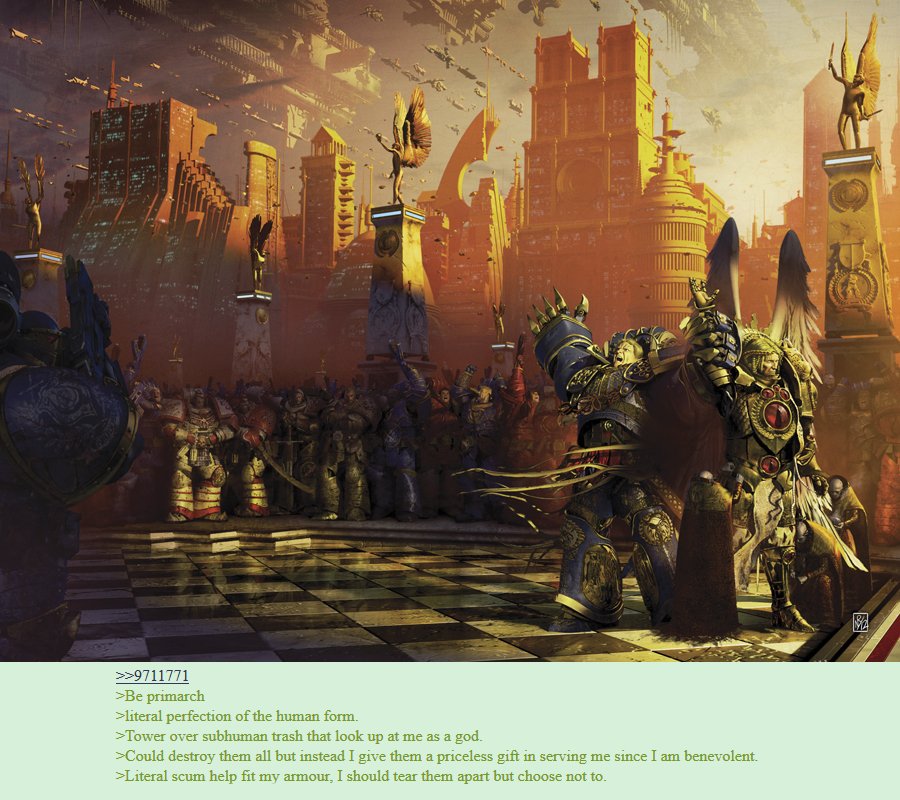 >>9711771
>Be primarch
>literal perfection of the human form.
>Tower over subhuman trash that look up at me as a god.
>Could destroy them all but instead I give them a priceless gift in serving me since I am benevolent.
>Literal scum help fit my armour, I should tear them apart but choose not to.